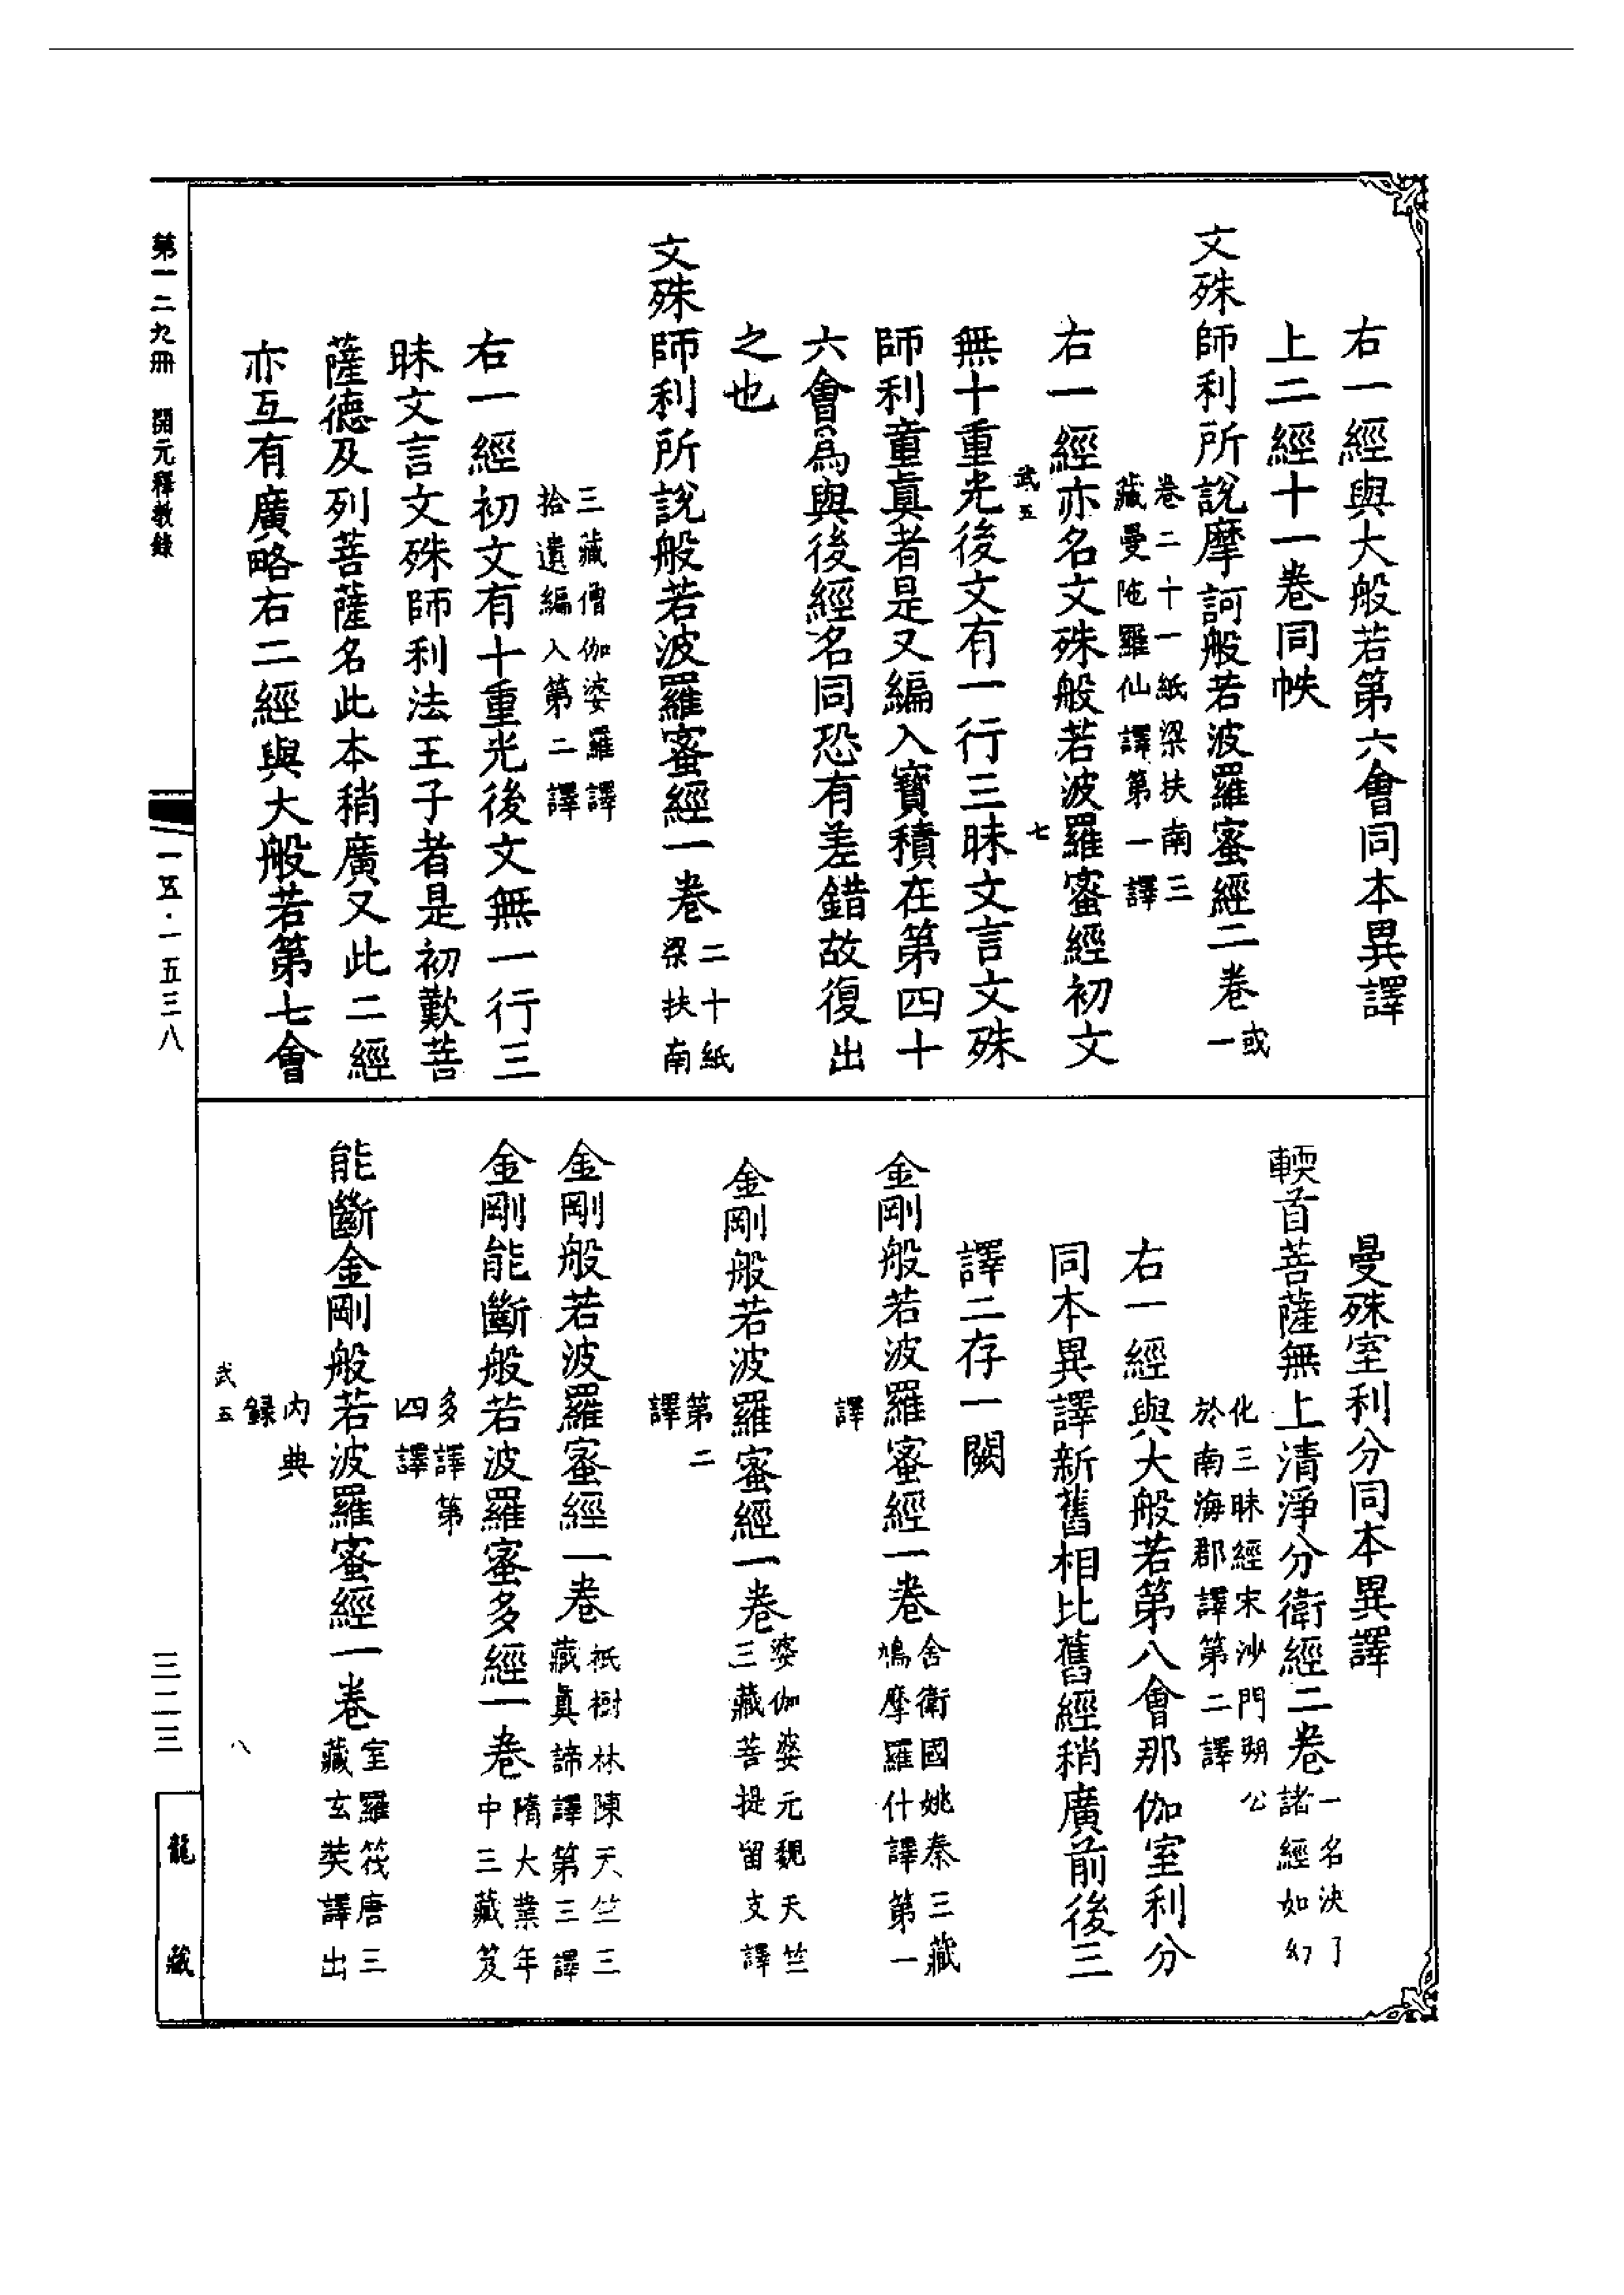 右一經與大般若第六會同本異譯
上二經十一卷同帙
文殊師利所說摩訶般若波羅蜜經二卷或一
卷二十一紙梁扶南三
藏曼陁羅仙譯第一譯
右一經亦名文殊般若波羅蜜經初文
武五 七
無十重光後文有一行三昧文言文殊
師利童眞者是又編入寶積在第四十
六會爲與後經名同恐有差錯故復出
之也
文殊師利所說般若波羅蜜經一卷二十紙梁扶南
三藏僧伽婆羅譯
拾遺編入第二譯
右一經初文有十重光後文無一行三
昧文言文殊師利法王子者是初歎菩
薩德及列菩薩名此本稍廣又此二經
亦互有廣略右二經與大般若第七會
曼殊室利分同本異譯
輭首菩薩無上清淨分衛經二卷一名決了諸經如幻
化三昧經宋沙門翔公
於南海郡譯第二譯
右一經與大般若第八會那伽室利分
同本異譯新舊相比舊經稍廣前後三
譯二存一闕
金剛般若波羅蜜經一卷舍衛國姚秦三藏鳩摩羅什譯第一
譯
金剛般若波羅蜜經一卷婆伽婆元魏天竺三藏菩提留支譯
第二
譯
金剛般若波羅蜜經一卷祇樹林陳天竺三藏眞諦譯第三譯
金剛能斷般若波羅蜜多經一卷隋大業年中三藏笈
多譯第
四譯
能斷金剛般若波羅蜜經一卷室羅筏唐三藏玄奘譯出
內典
録
武五 八
第一二九冊 開元釋教錄
一五·一五三八
三二三
龍藏